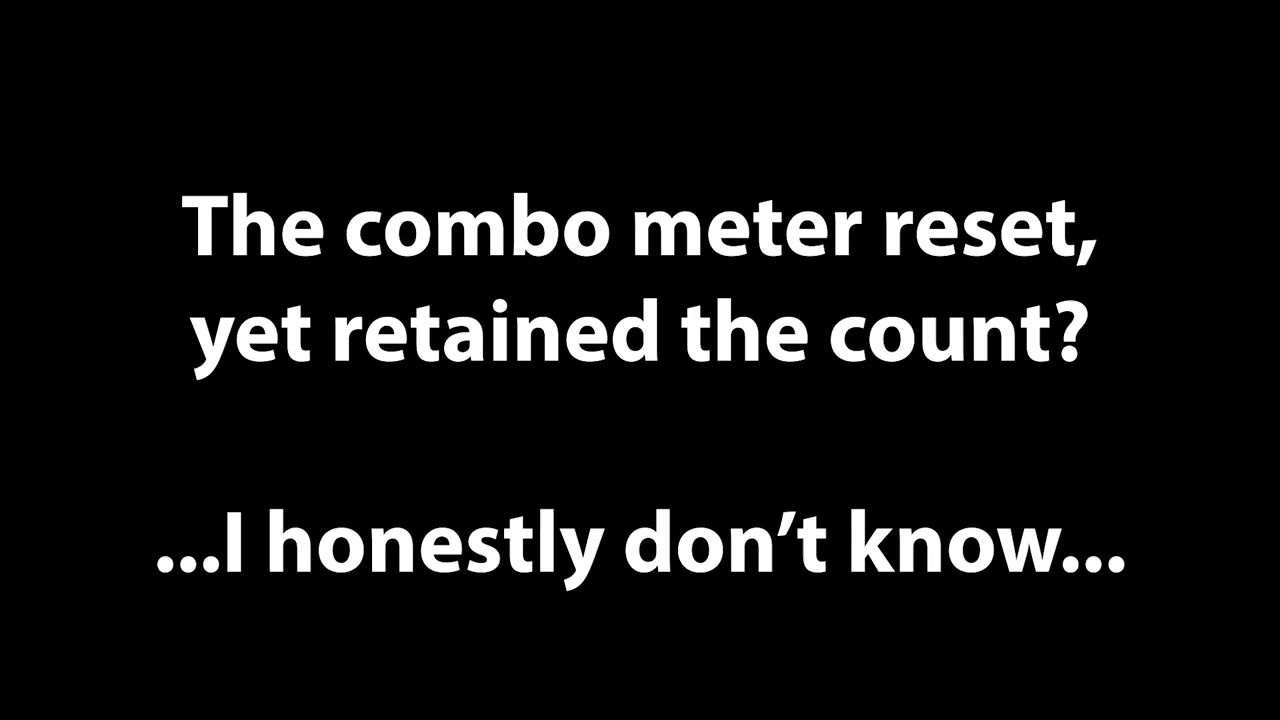 The combo meter reset,
yet retained the count?
...I honestly don’t know...